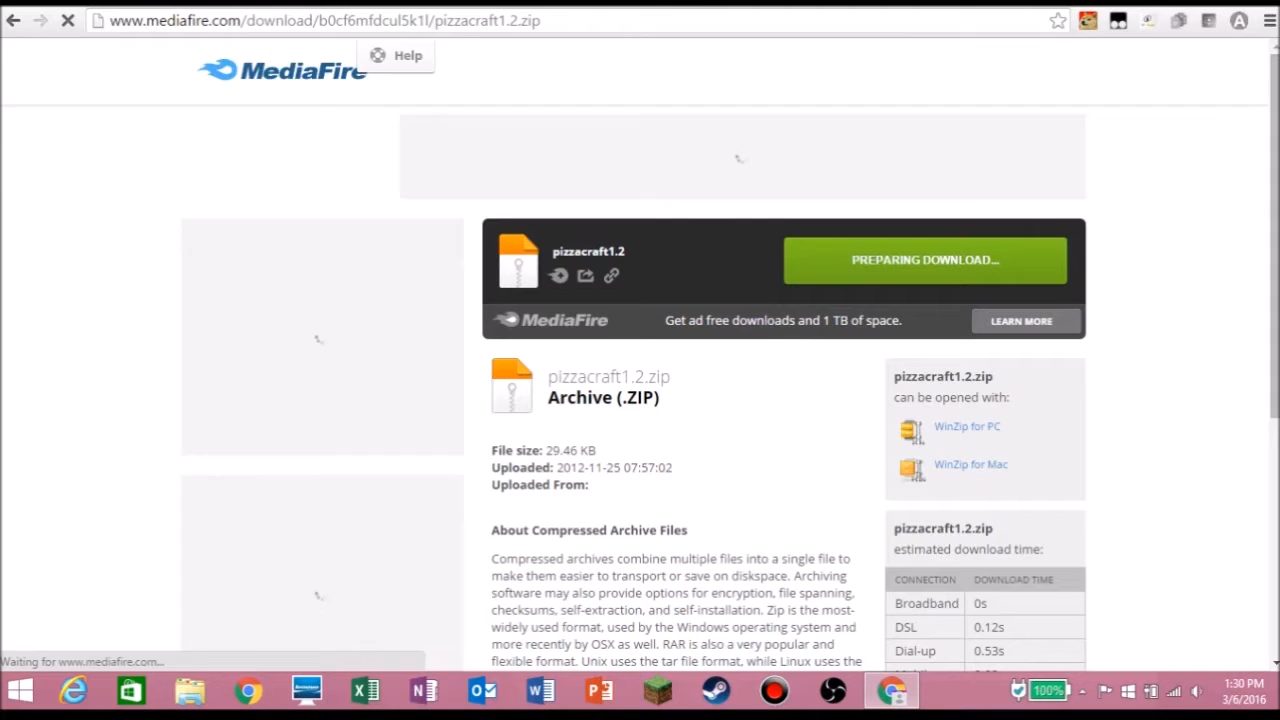 www.mediafire.com/download/b0cf6mfdcul5k1l/pizzacraft1.2.zip
Help
MediaFire
pizzacraft1.2
PREPARING DOWNLOAD...
MediaFire
Get ad free downloads and 1 TB of space.
LEARN MORE
pizzacraft1.2.zip
Archive (.ZIP)
File size: 29.46 KB
Uploaded: 2012-11-25 07:57:02
Uploaded From:
About Compressed Archive Files
Compressed archives combine multiple files into a single file to
make them easier to transport or save on diskspace. Archiving
software may also provide options for encryption, file spanning,
checksums, self-extraction, and self-installation. Zip is the most-
widely used format, used by the Windows operating system and
more recently by OSX as well. RAR is also a very popular and
flexible format. Unix uses the tar file format, while Linux uses the
pizzacraft1.2.zip
can be opened with:
WinZip for PC
WinZip for Mac
pizzacraft1.2.zip
estimated download time:
CONNECTION DOWNLOAD TIME
Broadband 0s
DSL 0.12s
Dial-up 0.53s
Waiting for www.mediafire.com...
100%
1:30 PM
3/6/2016